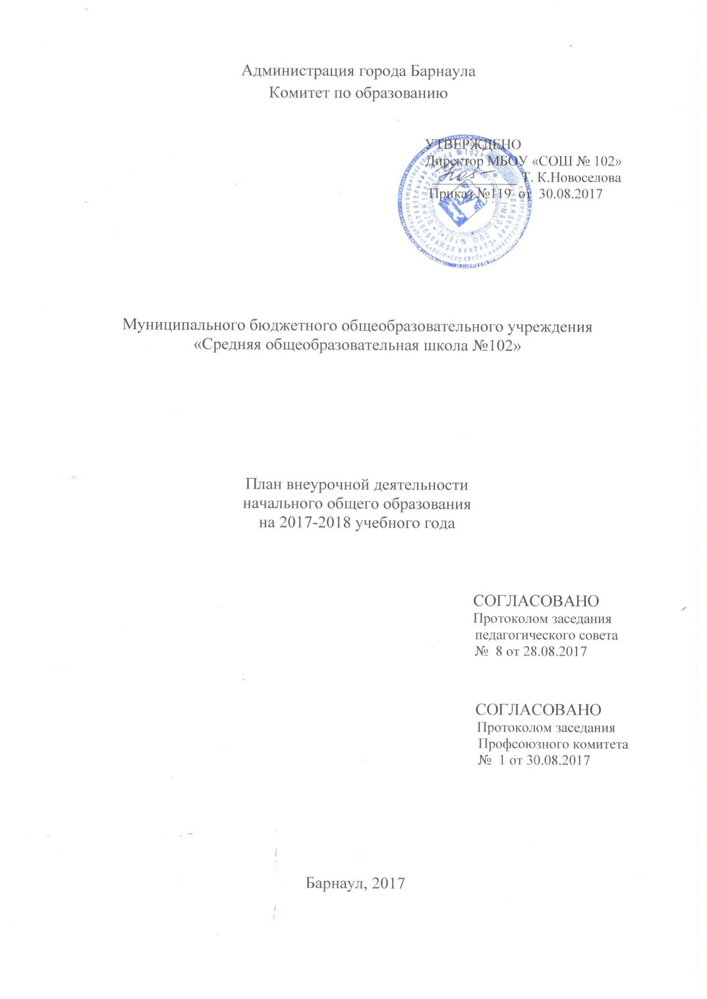 Администрация города Барнаула
Комитет по образованию
УТВЕРЖДЕНО
Директор МБОУ «СОШ № 102»
Т. К.Новоселова
Приказ №119 от 30.08.2017
Муниципального бюджетного общеобразовательного учреждения
«Средняя общеобразовательная школа №102»
План внеурочной деятельности
начального общего образования
на 2017-2018 учебного года
СОГЛАСОВАНО
Протоколом заседания
педагогического совета
№ 8 от 28.08.2017
СОГЛАСОВАНО
Протоколом заседания
Профсоюзного комитета
№ 1 от 30.08.2017
Барнаул, 2017